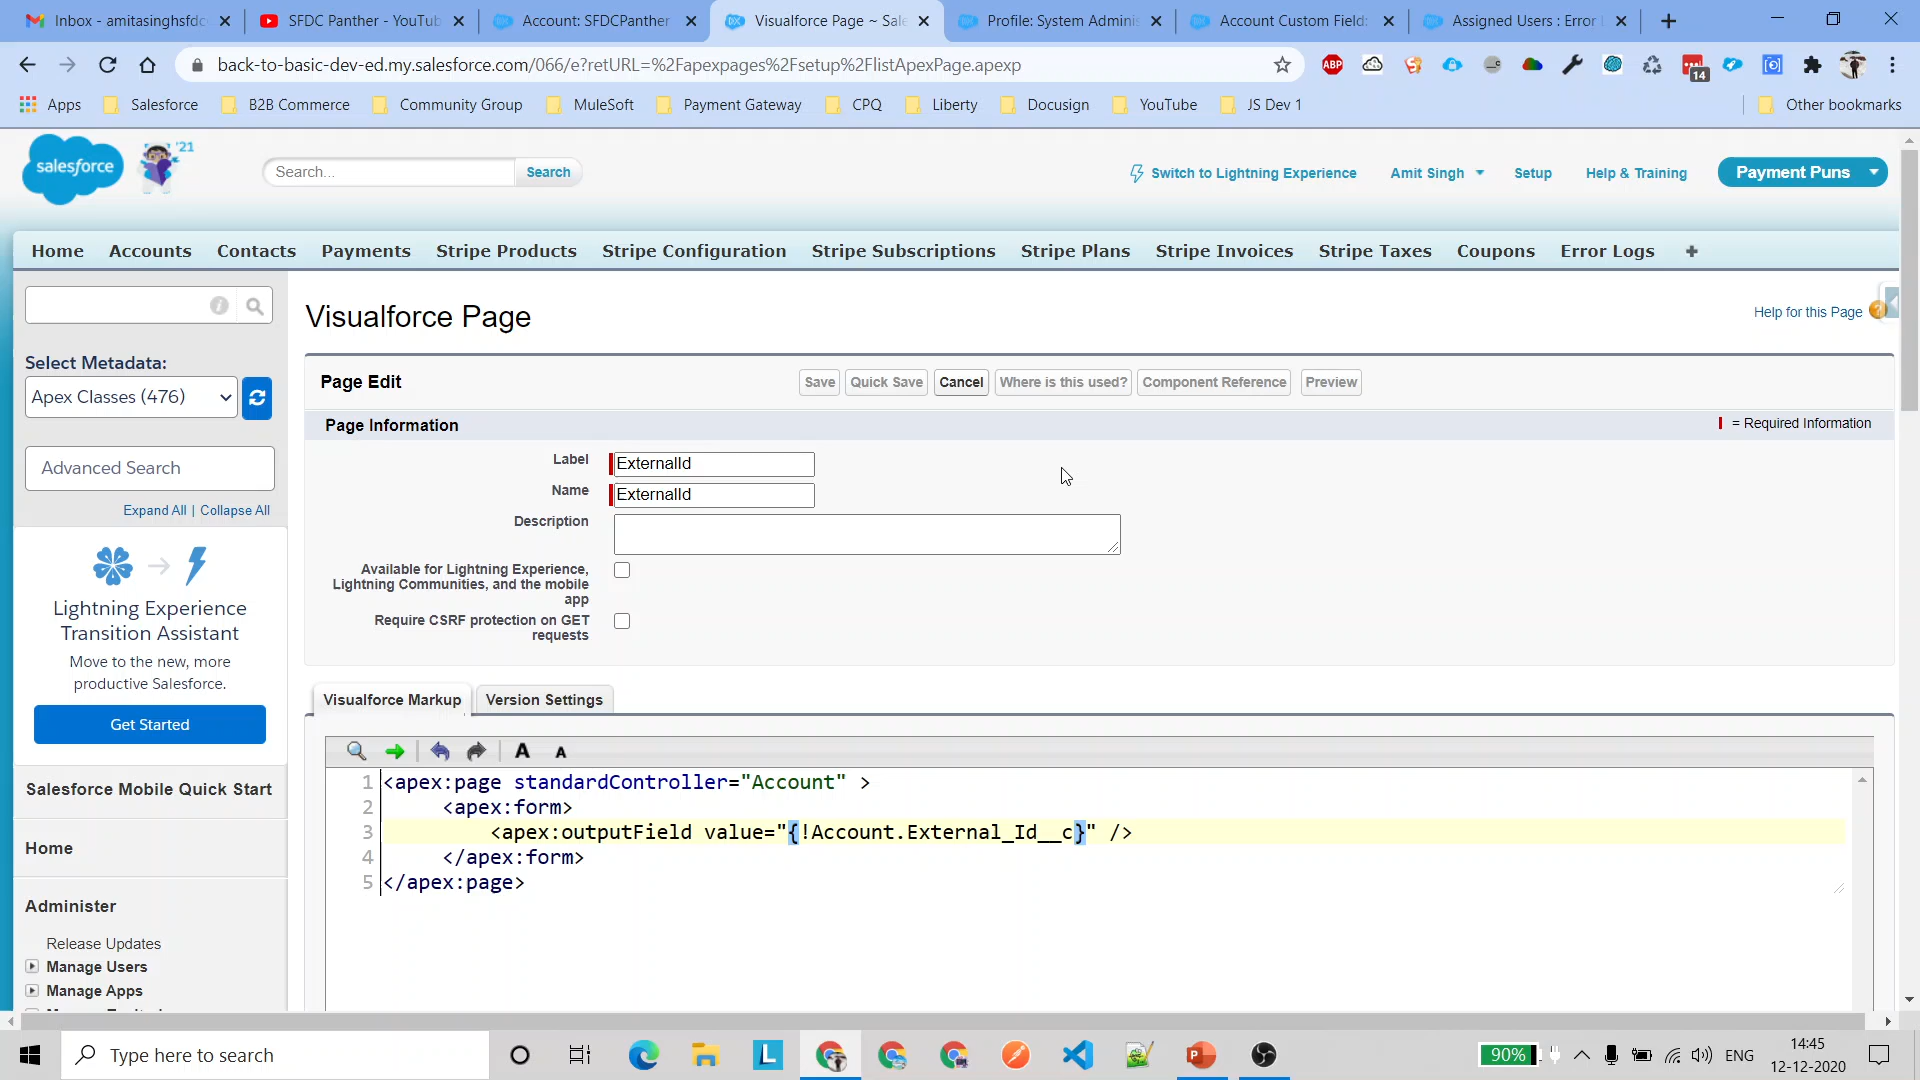 Inbox - amitasinghsfdc
SFDC Panther - YouTub
Account: SFDCPanther
Visualforce Page ~ Sale
Profile: System Adminis
Account Custom Field:
Assigned Users : Error
back-to-basic-dev-ed.my.salesforce.com/066/e?retURL=%2Fapexpages%2Fsetup%2FlistApexPage.apexp
ABP
14
Apps
Salesforce
B2B Commerce
Community Group
MuleSoft
Payment Gateway
CPQ
Liberty
Docusign
YouTube
JS Dev 1
Other bookmarks
salesforce
'21
Search...
Search
Switch to Lightning Experience
Amit Singh
Setup
Help & Training
Payment Puns
Home
Accounts
Contacts
Payments
Stripe Products
Stripe Configuration
Stripe Subscriptions
Stripe Plans
Stripe Invoices
Stripe Taxes
Coupons
Error Logs
+
Select Metadata:
Apex Classes (476)
Advanced Search
Expand All | Collapse All
Lightning Experience
Transition Assistant
Move to the new, more
productive Salesforce.
Get Started
Salesforce Mobile Quick Start
Home
Administer
Release Updates
Manage Users
Manage Apps
Visualforce Page
Help for this Page
Page Edit
Save
Quick Save
Cancel
Where is this used?
Component Reference
Preview
Page Information
= Required Information
Label
ExternalId
Name
ExternalId
Description
Available for Lightning Experience,
Lightning Communities, and the mobile
app
Require CSRF protection on GET
requests
Visualforce Markup
Version Settings
A
A
1 <apex:page standardController="Account" >
2 <apex:form>
3 <apex:outputField value="{!Account.External_Id__c}" />
4 </apex:form>
5 </apex:page>
Type here to search
90%
ENG
14:45
12-12-2020